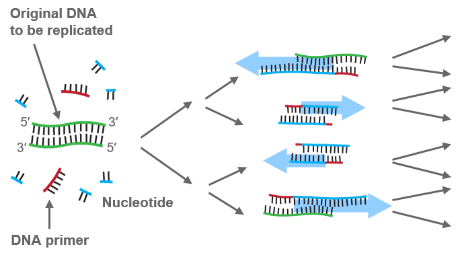 Original DNA
to be replicated
5' 3'
3' 5'
Nucleotide
DNA primer